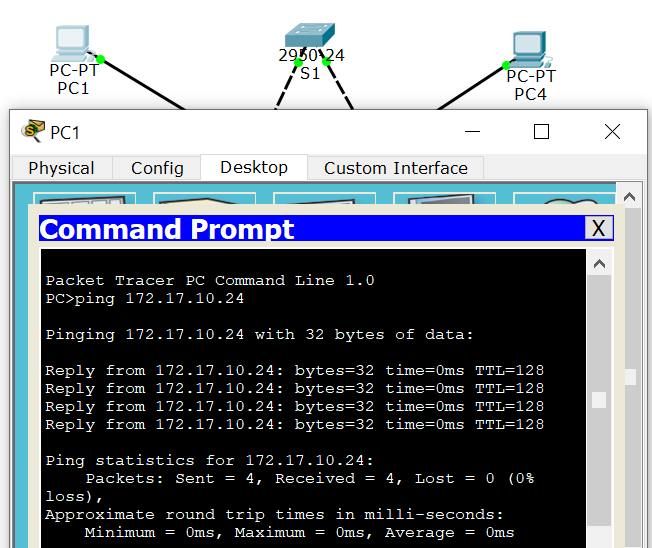 2950-24
S1
PC-PT
PC1
PC-PT
PC4
PC1
Physical Config Desktop Custom Interface
Command Prompt X
Packet Tracer PC Command Line 1.0
PC>ping 172.17.10.24
Pinging 172.17.10.24 with 32 bytes of data:
Reply from 172.17.10.24: bytes=32 time=0ms TTL=128
Reply from 172.17.10.24: bytes=32 time=0ms TTL=128
Reply from 172.17.10.24: bytes=32 time=0ms TTL=128
Reply from 172.17.10.24: bytes=32 time=0ms TTL=128
Ping statistics for 172.17.10.24:
Packets: Sent = 4, Received = 4, Lost = 0 (0%
loss),
Approximate round trip times in milli-seconds:
Minimum = 0ms, Maximum = 0ms, Average = 0ms